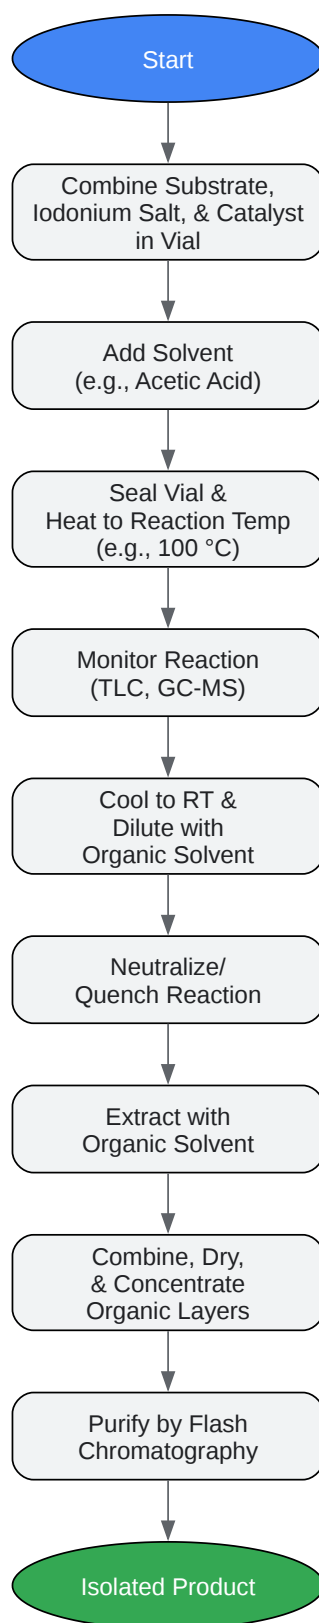 Start
Combine Substrate,
Iodonium Salt, & Catalyst
in Vial
Add Solvent
(e.g., Acetic Acid)
Seal Vial &
Heat to Reaction Temp
(e.g., 100 °C)
Monitor Reaction
(TLC, GC-MS)
Cool to RT &
Dilute with
Organic Solvent
Neutralize/
Quench Reaction
Extract with
Organic Solvent
Combine, Dry,
& Concentrate
Organic Layers
Purify by Flash
Chromatography
Isolated Product